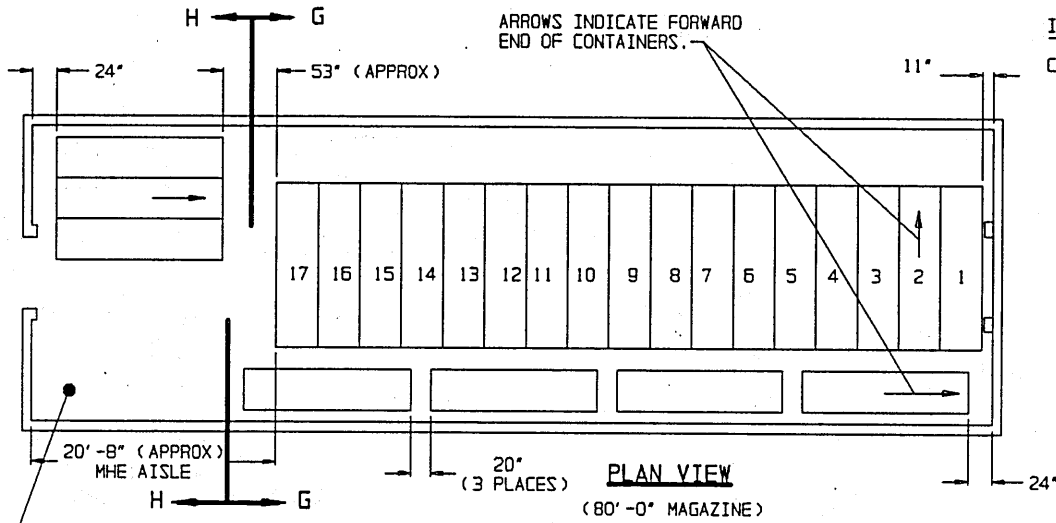 H G
ARROWS INDICATE FORWARD
END OF CONTAINERS.
24" 53" (APPROX) 11"
17 16 15 14 13 12 11 10 9 8 7 6 5 4 3 2 1
20'-8" (APPROX)
MHE AISLE
20"
(3 PLACES)
PLAN VIEW
(80'-0" MAGAZINE)
24"
H G